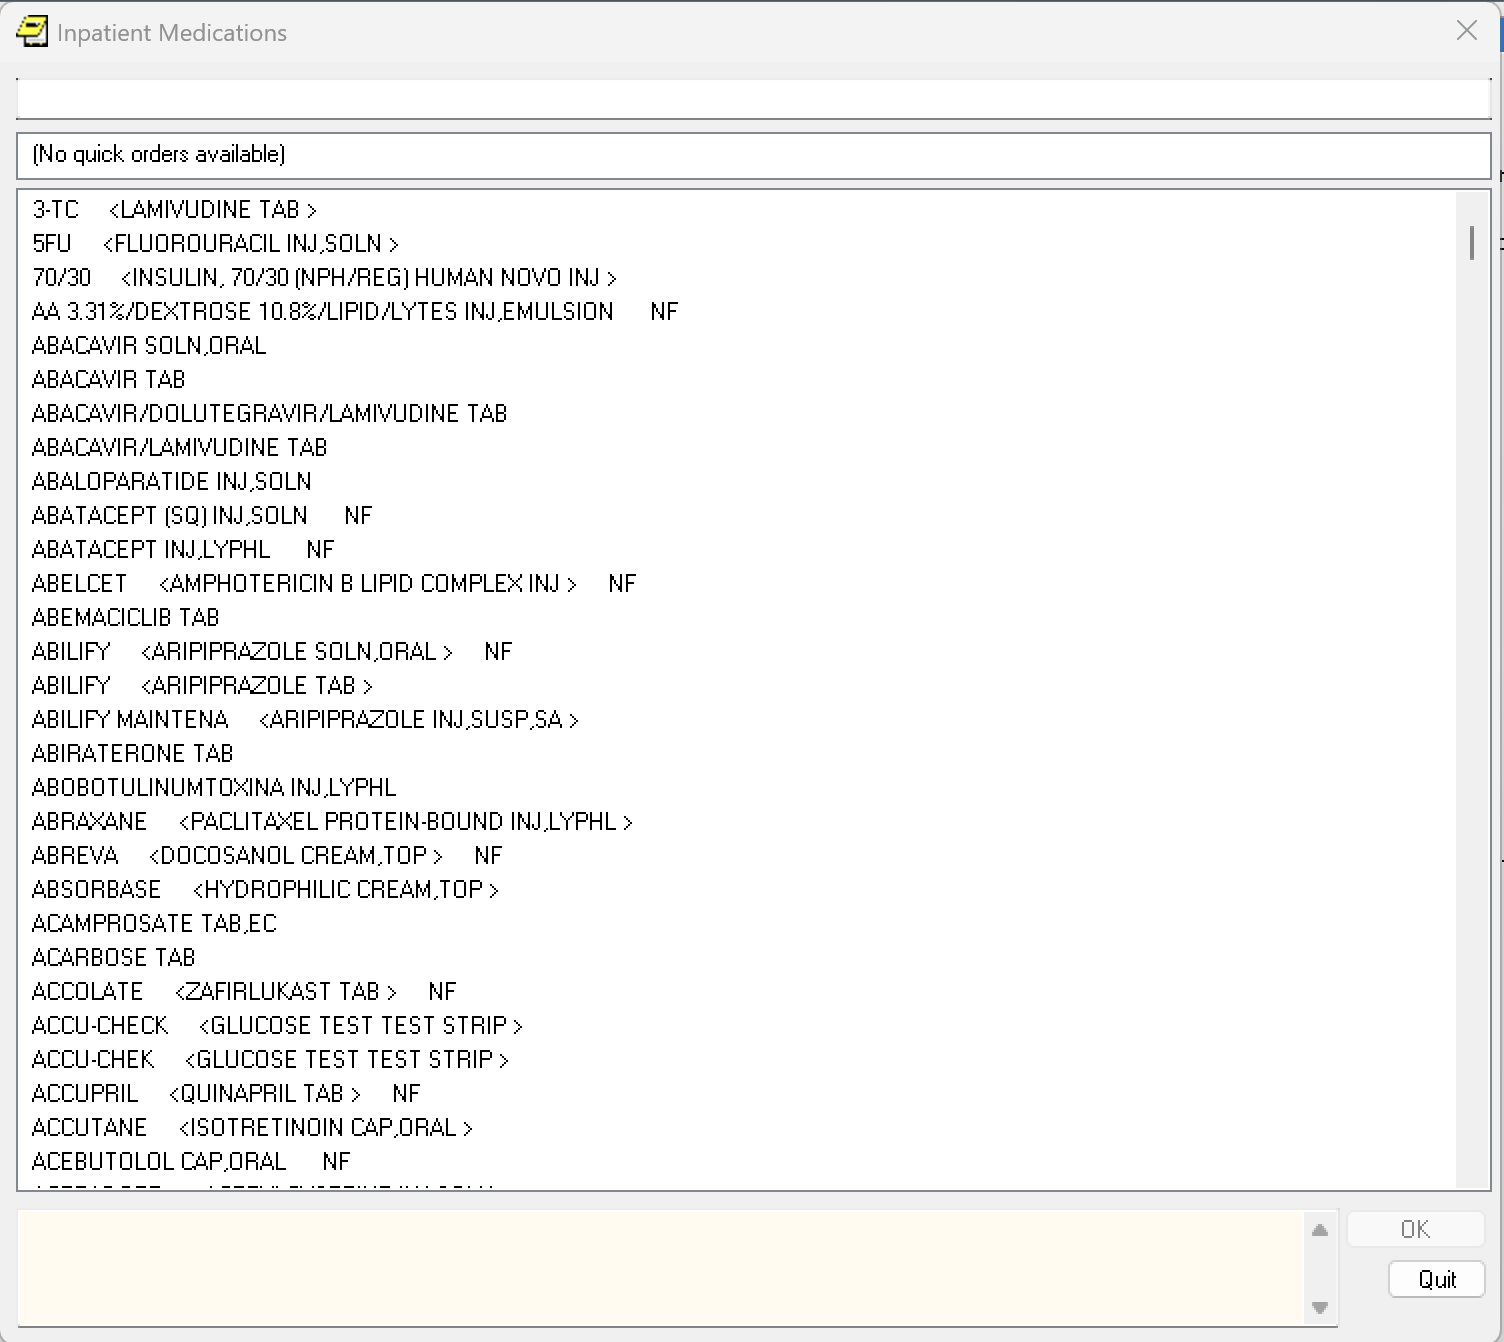 Inpatient Medications
(No quick orders available)
3-TC <LAMIVUDINE TAB >
5FU <FLUOROURACIL INJ,SOLN >
70/30 <INSULIN, 70/30 (NPH/REG) HUMAN NOVO INJ >
AA 3.31%/DEXTROSE 10.8%/LIPID/LYTES INJ,EMULSION NF
ABACAVIR SOLN,ORAL
ABACAVIR TAB
ABACAVIR/DOLUTEGRAVIR/LAMIVUDINE TAB
ABACAVIR/LAMIVUDINE TAB
ABALOPARATIDE INJ,SOLN
ABATACEPT (SQ) INJ,SOLN NF
ABATACEPT INJ,LYPHL NF
ABELCET <AMPHOTERICIN B LIPID COMPLEX INJ > NF
ABEMACICLIB TAB
ABILIFY <ARIPIPRAZOLE SOLN,ORAL > NF
ABILIFY <ARIPIPRAZOLE TAB >
ABILIFY MAINTENA <ARIPIPRAZOLE INJ,SUSP,SA >
ABIRATERONE TAB
ABOBOTULINUMTOXINA INJ,LYPHL
ABRAXANE <PACLITAXEL PROTEIN-BOUND INJ,LYPHL >
ABREVA <DOCOSANOL CREAM,TOP > NF
ABSORBASE <HYDROPHILIC CREAM,TOP >
ACAMPROSATE TAB,EC
ACARBOSE TAB
ACCOLATE <ZAFIRLUKAST TAB > NF
ACCU-CHECK <GLUCOSE TEST TEST STRIP >
ACCU-CHEK <GLUCOSE TEST TEST STRIP >
ACCUPRIL <QUINAPRIL TAB > NF
ACCUTANE <ISOTRETINOIN CAP,ORAL >
ACEBUTOLOL CAP,ORAL NF
OK
Quit